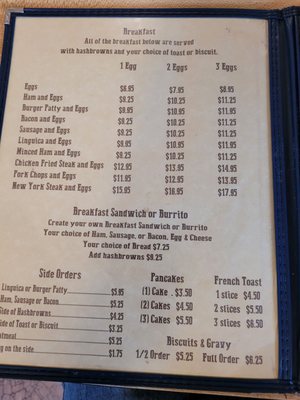 Breakfast
All of the breakfast below are served
with hashbrowns and your choice of toast or biscuit.
1 Egg 2 Eggs 3 Eggs
Eggs $6.95 $7.95 $8.95
Ham and Eggs $9.25 $10.25 $11.25
Burger Patty and Eggs $9.95 $10.95 $11.95
Bacon and Eggs $9.25 $10.25 $11.25
Sausage and Eggs $9.25 $10.25 $11.25
Linguica and Eggs $9.95 $10.95 $11.95
Minced Ham and Eggs $9.25 $10.25 $11.25
Chicken Fried Steak and Eggs $12.95 $13.95 $14.95
Pork Chops and Eggs $11.95 $12.95 $13.95
New York Steak and Eggs $15.95 $16.95 $17.95
Breakfast Sandwich or Burrito
Create your own Breakfast Sandwich or Burrito
Your choice of Ham, Sausage, or Bacon, Egg & Cheese
Your choice of Bread $7.25
Add hashbrowns $9.25
Side Orders
Linguica or Burger Patty $5.95
Ham, Sausage or Bacon $5.25
Side of Hashbrowns $4.25
Side of Toast or Biscuit $3.25
oatmeal $5.25
on the side $1.75
Pancakes
(1) Cake . $3.50
(2) Cakes $4.50
(3) Cakes $5.50
French Toast
1 slice $4.50
2 slices $5.50
3 slices $6.50
Biscuits & Gravy
1/2 Order $5.25 Full Order $6.25